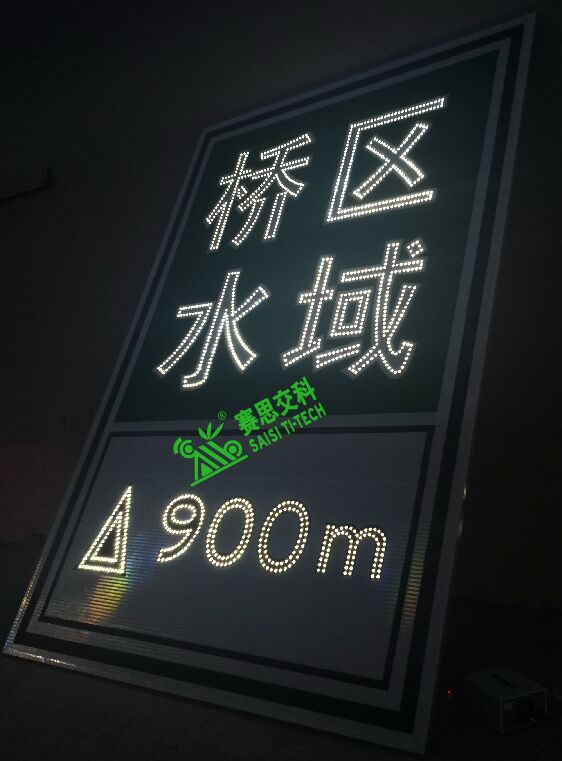 桥区
水域
赛思交科
®
SAISI TI-TECH
△ 900m